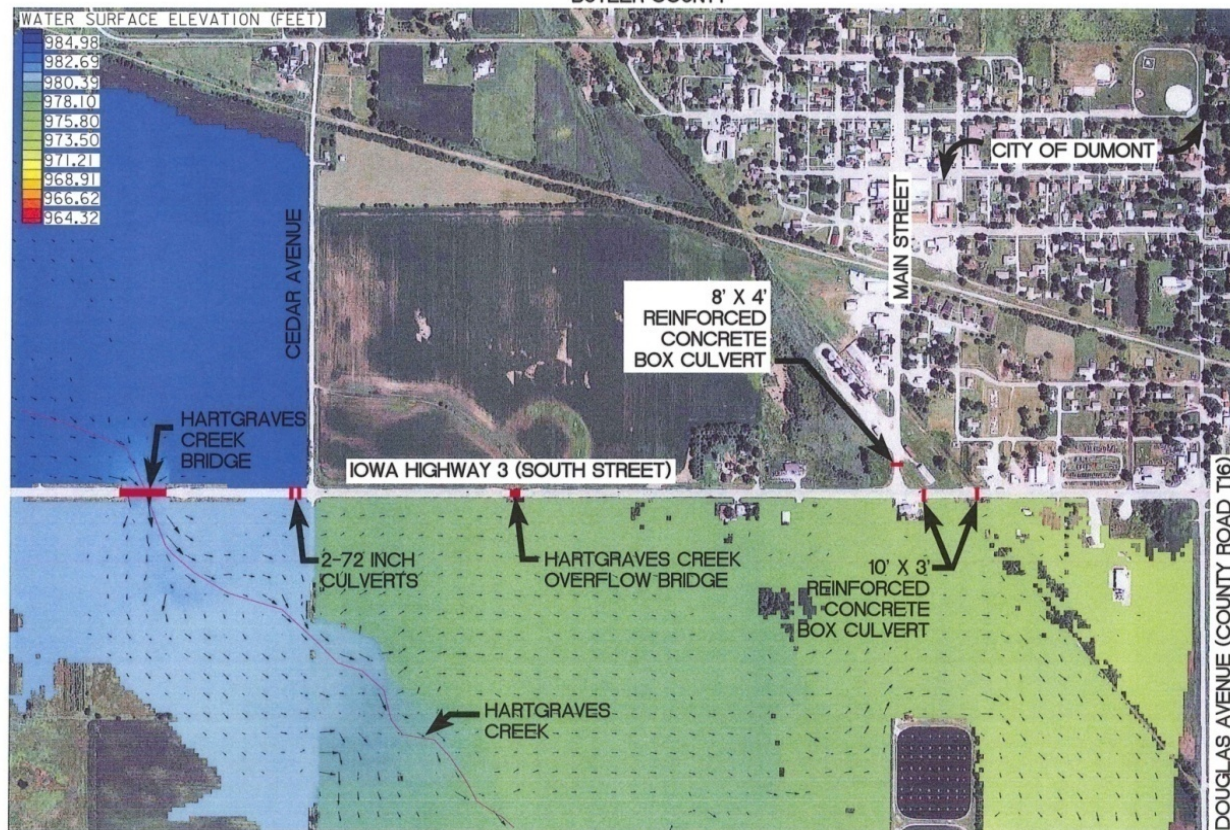 BUTLER COUNTY
WATER SURFACE ELEVATION (FEET)
984.98
982.69
980.39
978.10
975.80
973.50
971.21
968.91
966.62
964.32
CITY OF DUMONT
MAIN STREET
CEDAR AVENUE
8' X 4'
REINFORCED
CONCRETE
BOX CULVERT
HARTGRAVES
CREEK
BRIDGE
IOWA HIGHWAY 3 (SOUTH STREET)
2-72 INCH
CULVERTS
HARTGRAVES CREEK
OVERFLOW BRIDGE
10' X 3'
REINFORCED
CONCRETE
BOX CULVERT
HARTGRAVES
CREEK
DOUGLAS AVENUE (COUNTY ROAD T16)